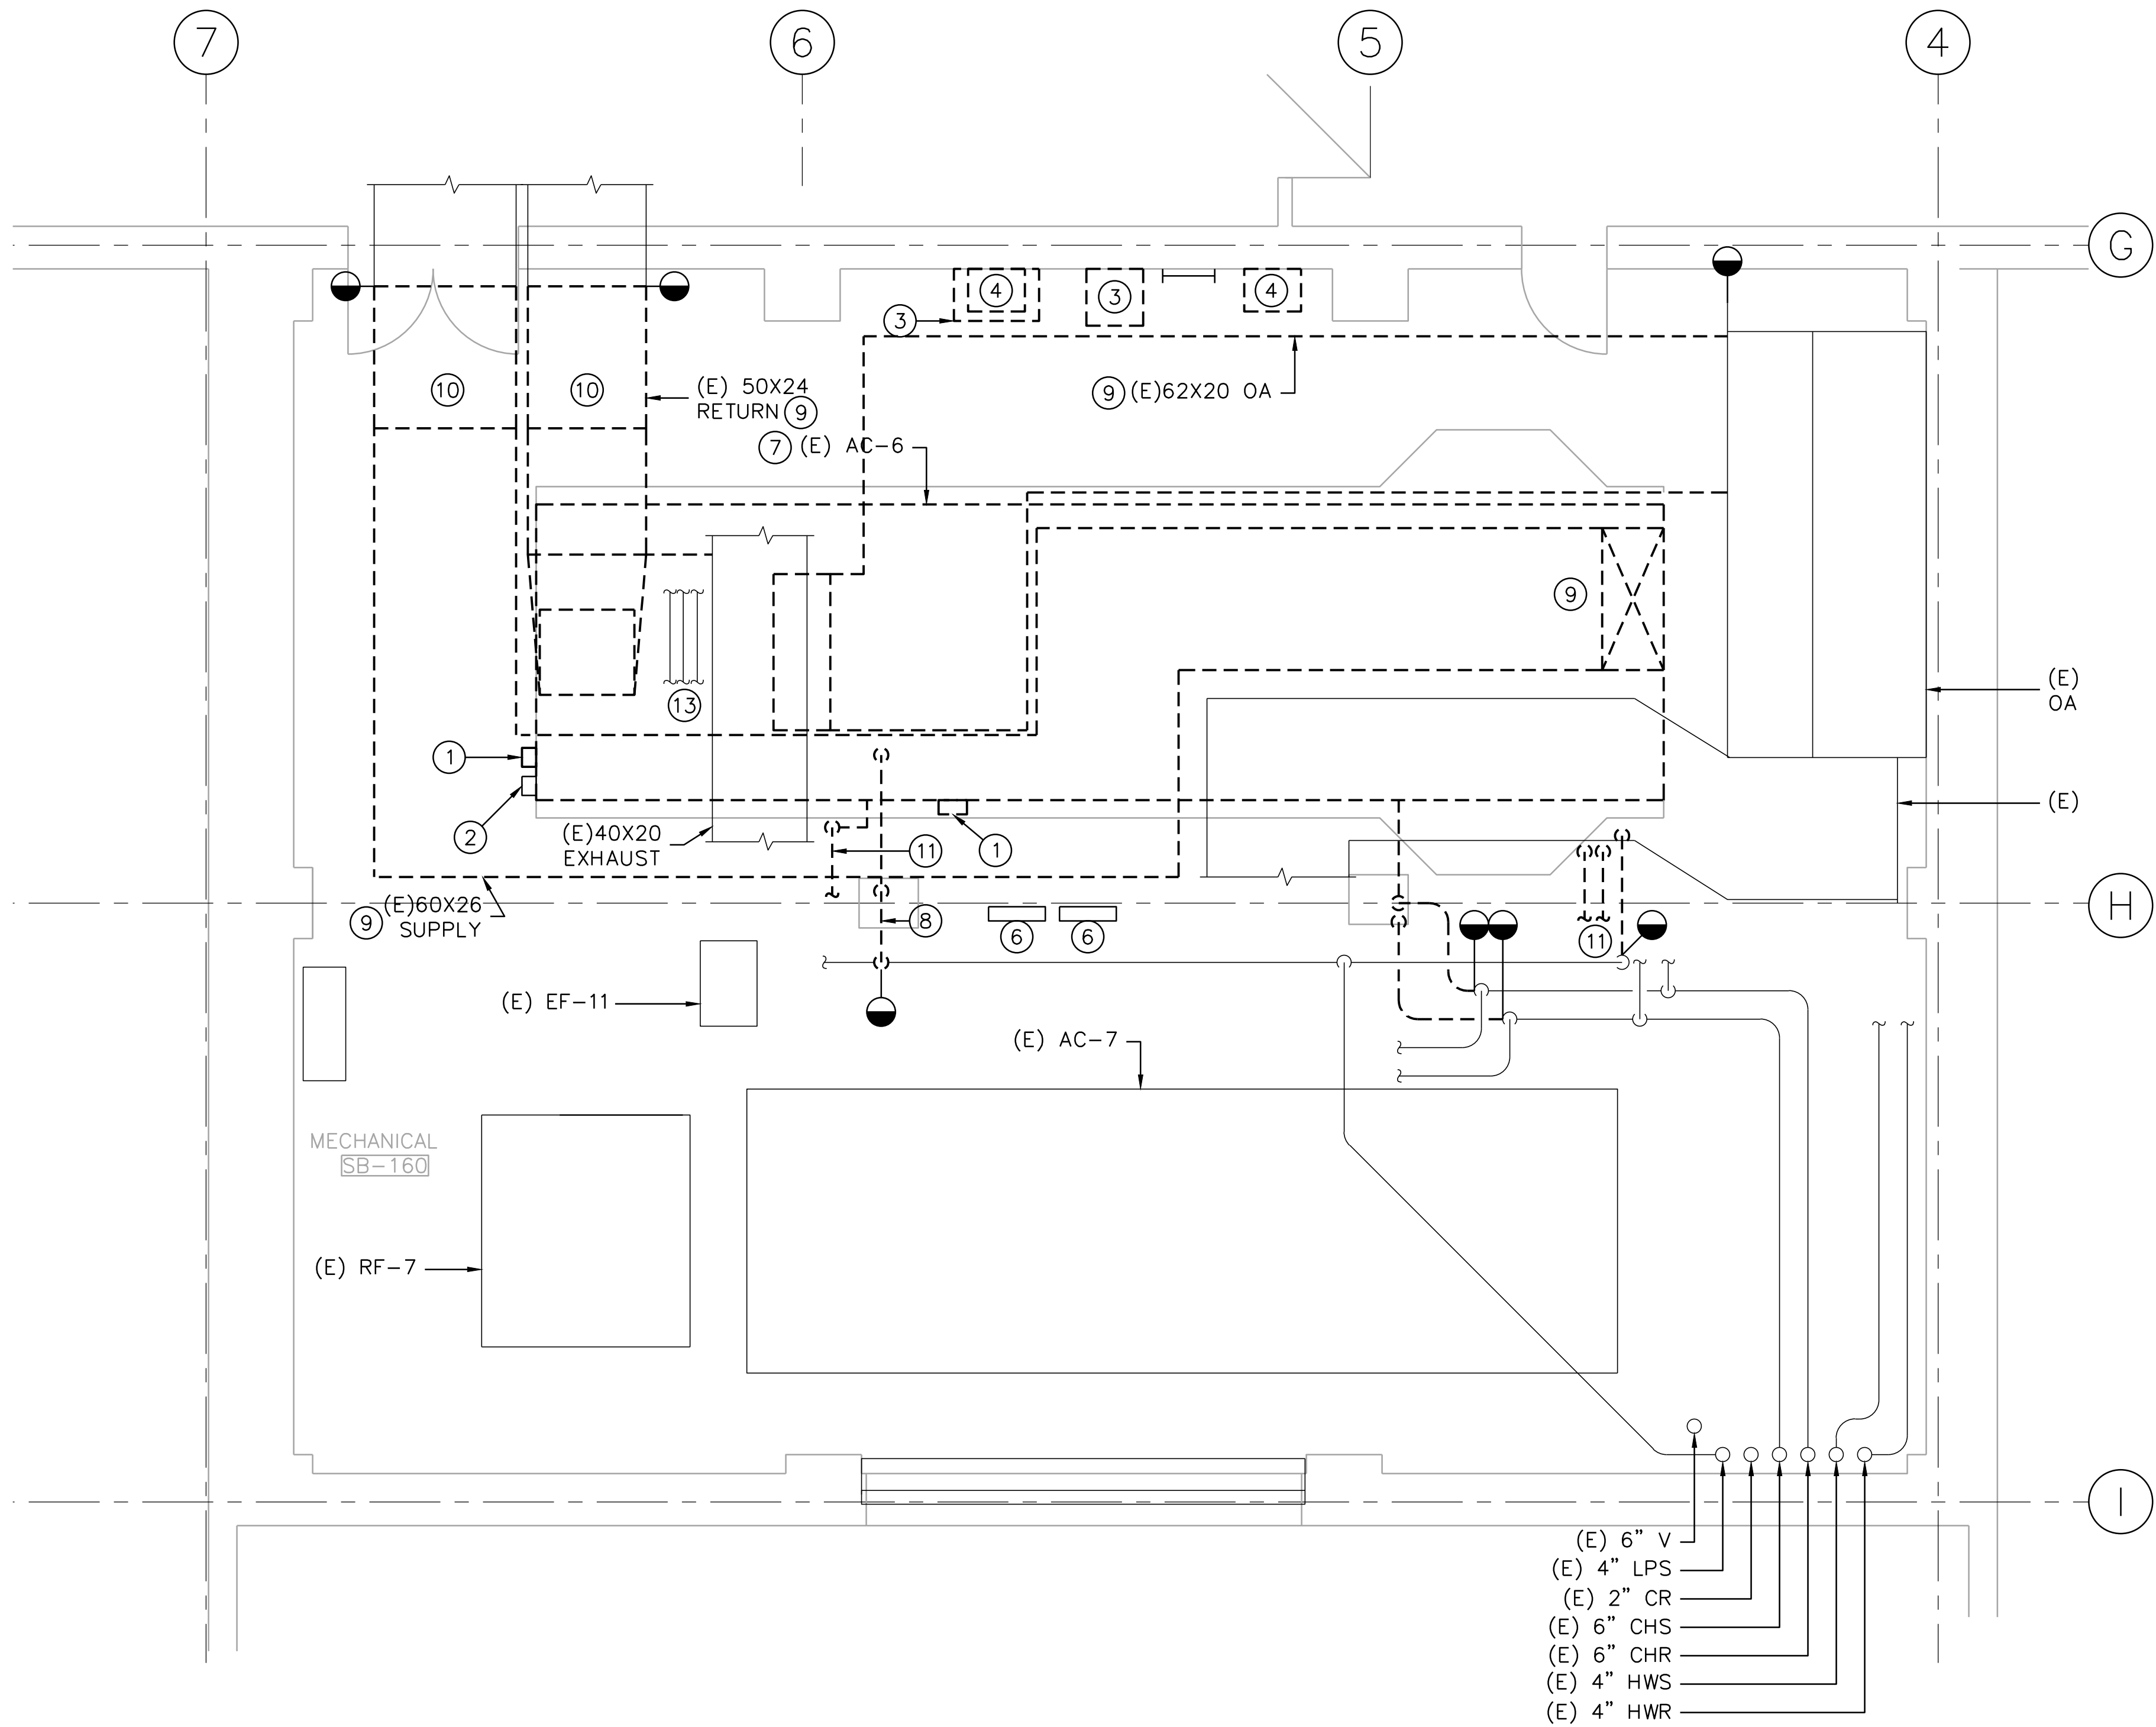 7
6
5
4
G
4
3
4
3
10
10
(E) 50X24
RETURN 9
9 (E)62X20 OA
7 (E) AC-6
9
13
(E)
OA
1
2
(E)40X20
EXHAUST
11
1
(E)
9 (E)60X26
SUPPLY
8
6
6
11
H
(E) EF-11
(E) AC-7
MECHANICAL
SB-160
(E) RF-7
I
(E) 6" V
(E) 4" LPS
(E) 2" CR
(E) 6" CHS
(E) 6" CHR
(E) 4" HWS
(E) 4" HWR